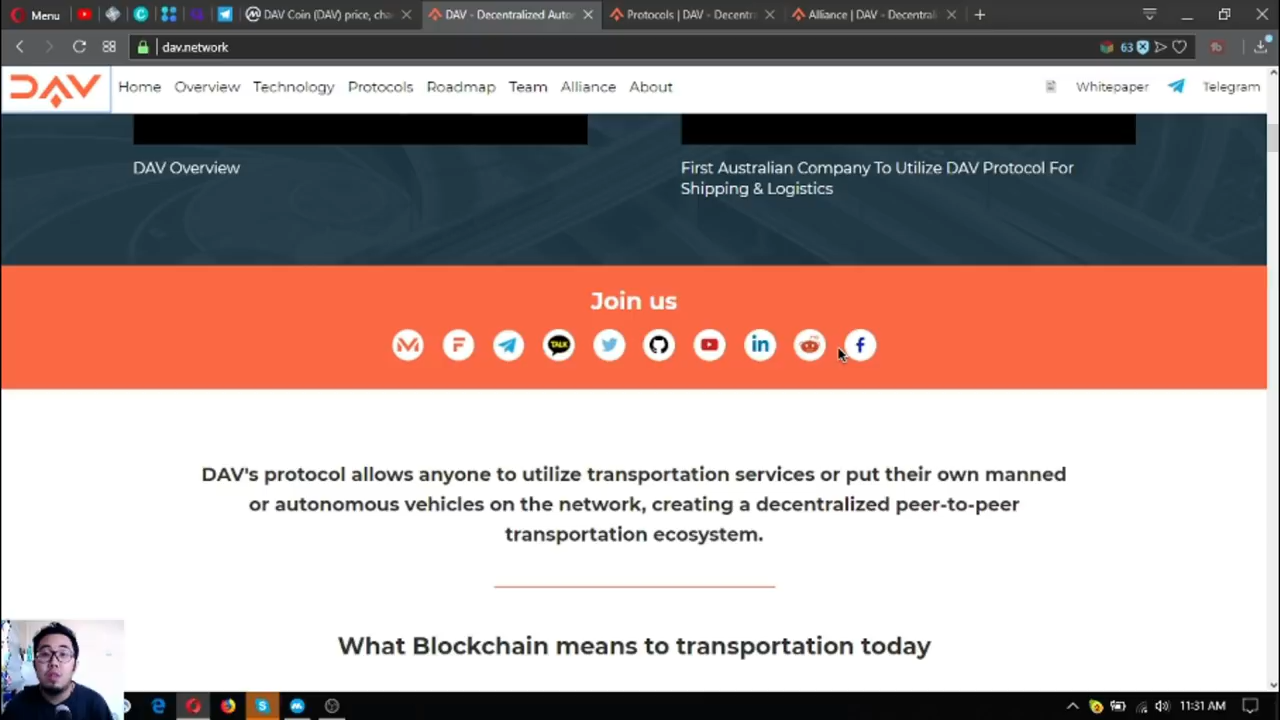 Menu
DAV Coin (DAV) price, cha
DAV - Decentralized Auto
Protocols | DAV - Decentr
Alliance | DAV - Decentral
dav.network
63
DAV
Home
Overview
Technology
Protocols
Roadmap
Team
Alliance
About
Whitepaper
Telegram
DAV Overview
First Australian Company To Utilize DAV Protocol For
Shipping & Logistics
Join us
TALK
in
f
DAV's protocol allows anyone to utilize transportation services or put their own manned
or autonomous vehicles on the network, creating a decentralized peer-to-peer
transportation ecosystem.
What Blockchain means to transportation today
11:31 AM